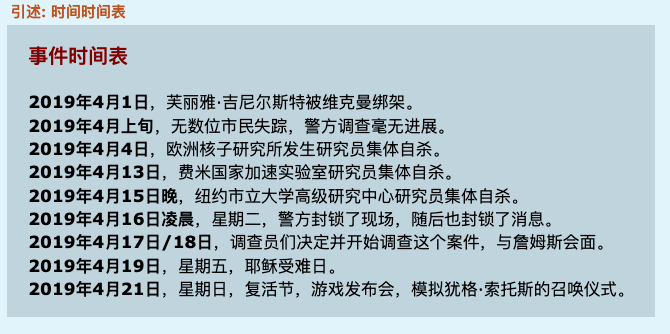 引述: 时间时间表
事件时间表
2019年4月1日，芙丽雅·吉尼尔斯特被维克曼绑架。
2019年4月上旬，无数位市民失踪，警方调查毫无进展。
2019年4月4日，欧洲核子研究所发生研究员集体自杀。
2019年4月13日，费米国家加速实验室研究员集体自杀。
2019年4月15日晚，纽约市立大学高级研究中心研究员集体自杀。
2019年4月16日凌晨，星期二，警方封锁了现场，随后也封锁了消息。
2019年4月17日/18日，调查员们决定并开始调查这个案件，与詹姆斯会面。
2019年4月19日，星期五，耶稣受难日。
2019年4月21日，星期日，复活节，游戏发布会，模拟犹格·索托斯的召唤仪式。